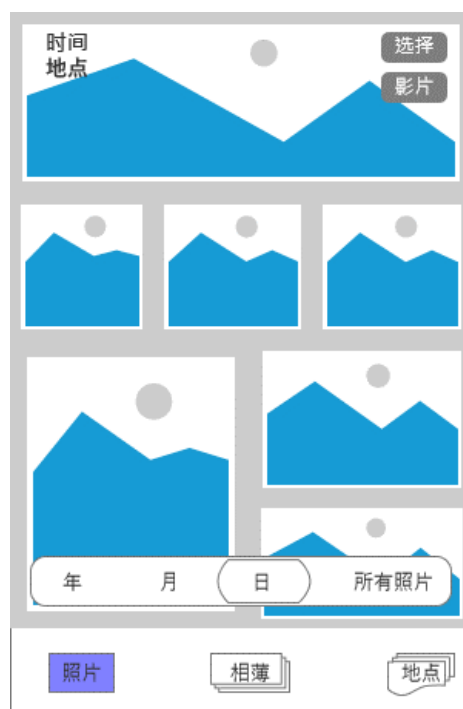 时间
地点
选择
影片
年 月 日 所有照片
照片 相薄 地点